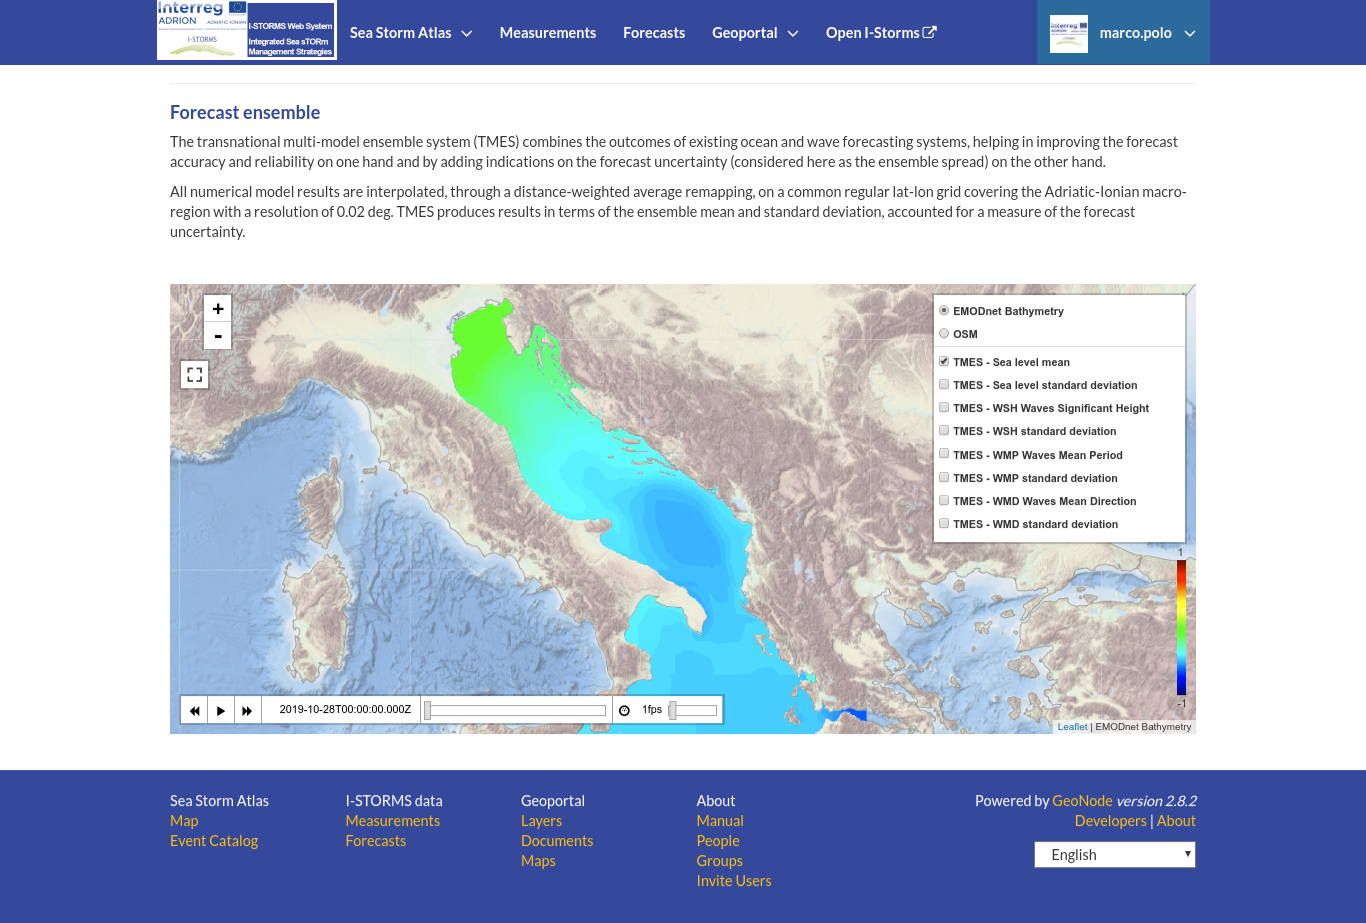 Interreg
ADRION ADRIATIC-IONIAN
I-STORMS
I-STORMS Web System
Integrated Sea sTORm
Management Strategies
Sea Storm Atlas Measurements Forecasts Geoportal Open I-Storms
marco.polo
Forecast ensemble
The transnational multi-model ensemble system (TMES) combines the outcomes of existing ocean and wave forecasting systems, helping in improving the forecast
accuracy and reliability on one hand and by adding indications on the forecast uncertainty (considered here as the ensemble spread) on the other hand.
All numerical model results are interpolated, through a distance-weighted average remapping, on a common regular lat-lon grid covering the Adriatic-Ionian macro-
region with a resolution of 0.02 deg. TMES produces results in terms of the ensemble mean and standard deviation, accounted for a measure of the forecast
uncertainty.
+
-
EMODnet Bathymetry
OSM
TMES - Sea level mean
TMES - Sea level standard deviation
TMES - WSH Waves Significant Height
TMES - WSH standard deviation
TMES - WMP Waves Mean Period
TMES - WMP standard deviation
TMES - WMD Waves Mean Direction
TMES - WMD standard deviation
1
-1
2019-10-28T00:00:00.000Z
1fps
Leaflet | EMODnet Bathymetry
Sea Storm Atlas
Map
Event Catalog
I-STORMS data
Measurements
Forecasts
Geoportal
Layers
Documents
Maps
About
Manual
People
Groups
Invite Users
Powered by GeoNode version 2.8.2
Developers | About
English